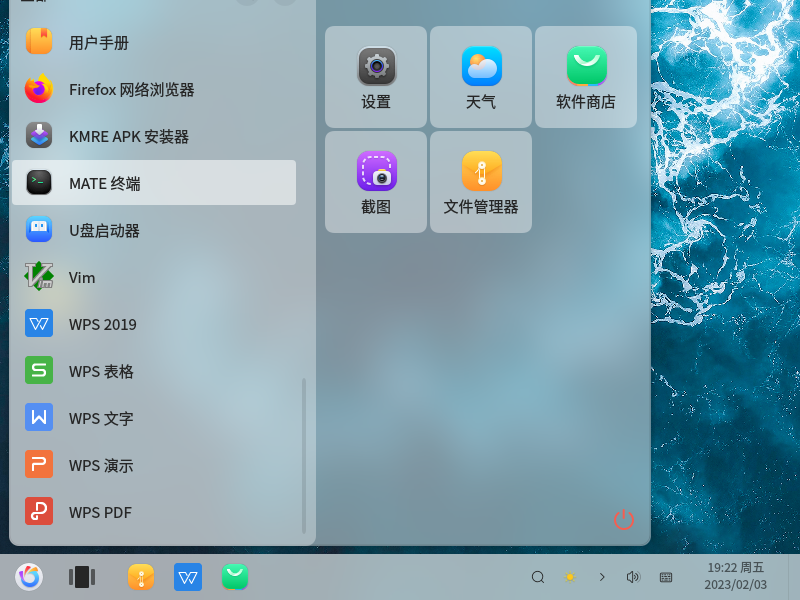 用户手册
Firefox 网络浏览器
KMRE APK 安装器
MATE 终端
U盘启动器
Vim
WPS 2019
WPS 表格
WPS 文字
WPS 演示
WPS PDF
设置
天气
软件商店
截图
文件管理器
19:22 周五
2023/02/03